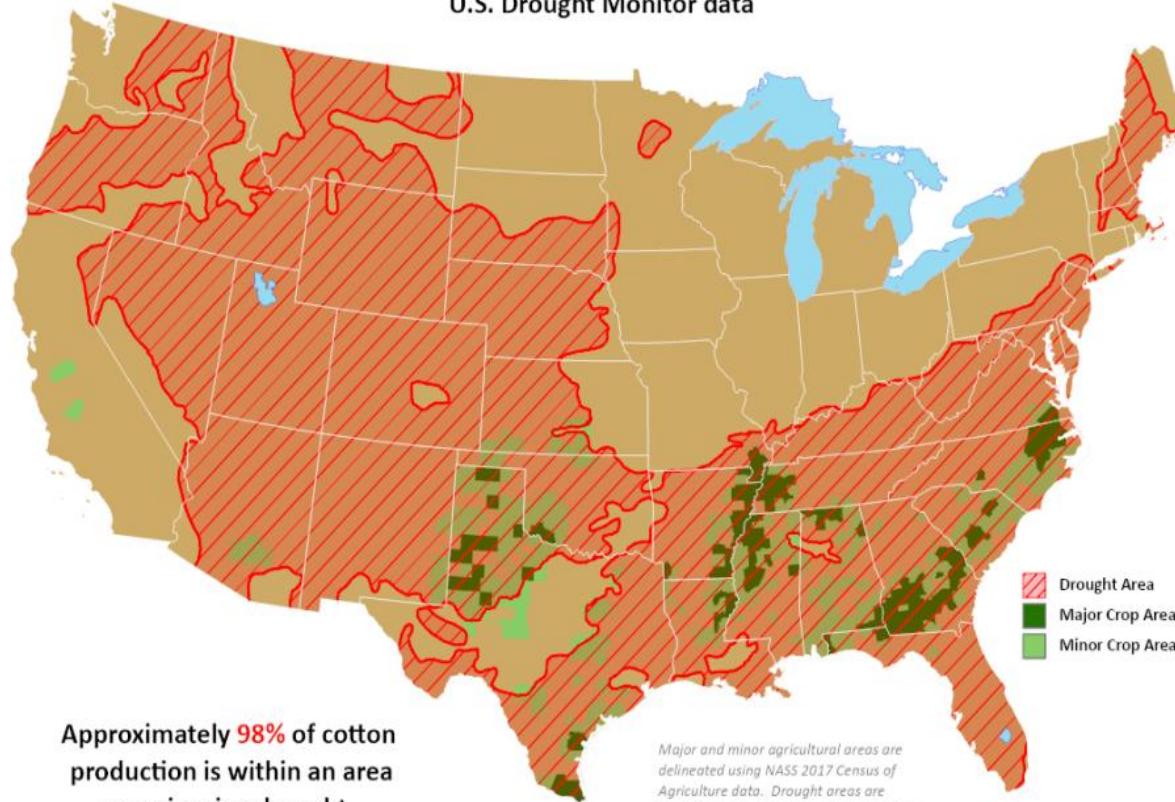 U.S. Drought Monitor data
Drought Area
Major Crop Area
Minor Crop Area
Approximately 98% of cotton
production is within an area
Major and minor agricultural areas are
delineated using NASS 2017 Census of
Agriculture data. Drought areas are